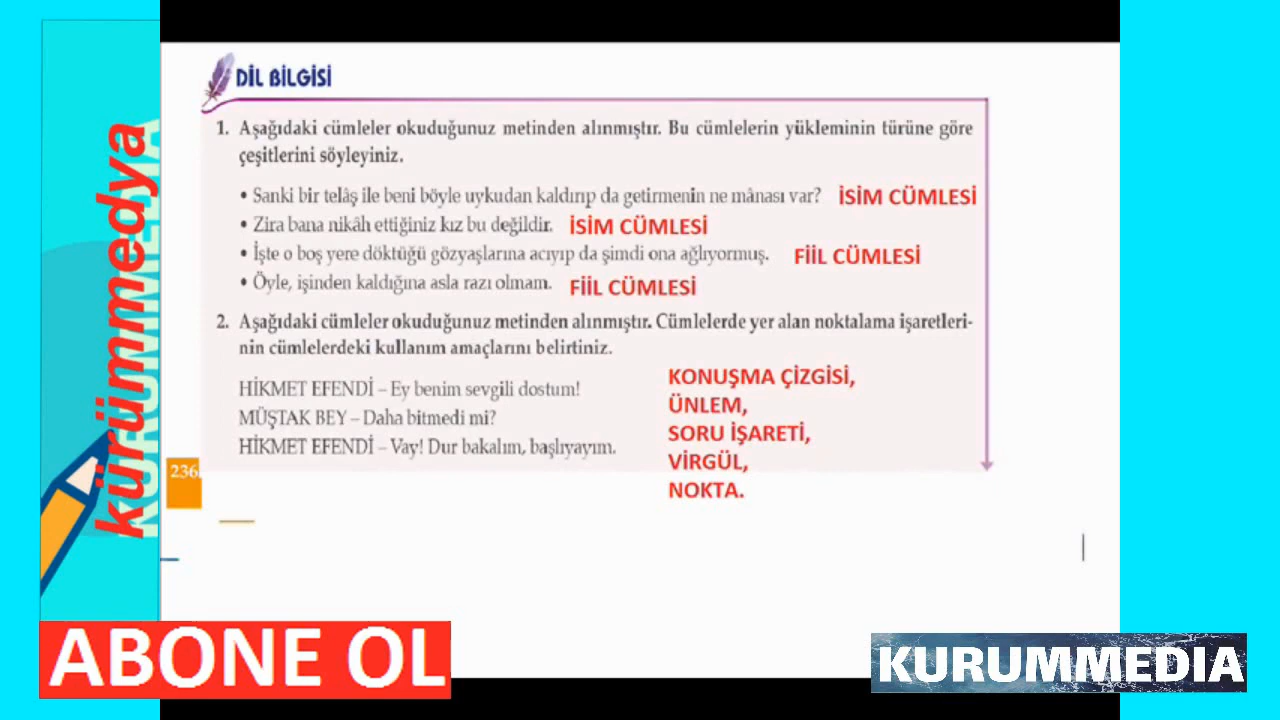 DİL BİLGİSİ
1. Aşağıdaki cümleler okuduğunuz metinden alınmıştır. Bu cümlelerin yükleminin türüne göre
çeşitlerini söyleyiniz.
• Sanki bir telâş ile beni böyle uykudan kaldırıp da getirmenin ne mânası var? İSİM CÜMLESİ
• Zira bana nikâh ettiğiniz kız bu değildir. İSİM CÜMLESİ
• İşte o boş yere döktüğü gözyaşlarına acıyıp da şimdi ona ağlıyormuş. FİİL CÜMLESİ
• Öyle, işinden kaldığına asla razı olmam. FİİL CÜMLESİ
2. Aşağıdaki cümleler okuduğunuz metinden alınmıştır. Cümlelerde yer alan noktalama işaretleri-
nin cümlelerdeki kullanım amaçlarını belirtiniz.
HİKMET EFENDİ – Ey benim sevgili dostum!
MÜŞTAK BEY – Daha bitmedi mi?
HİKMET EFENDİ – Vay! Dur bakalım, başlıyayım.
KONUŞMA ÇİZGİSİ,
ÜNLEM,
SORU İŞARETİ,
VİRGÜL,
NOKTA.
236
kürümmedya
KURUMMEDIA
ABONE OL
KURUMMEDIA